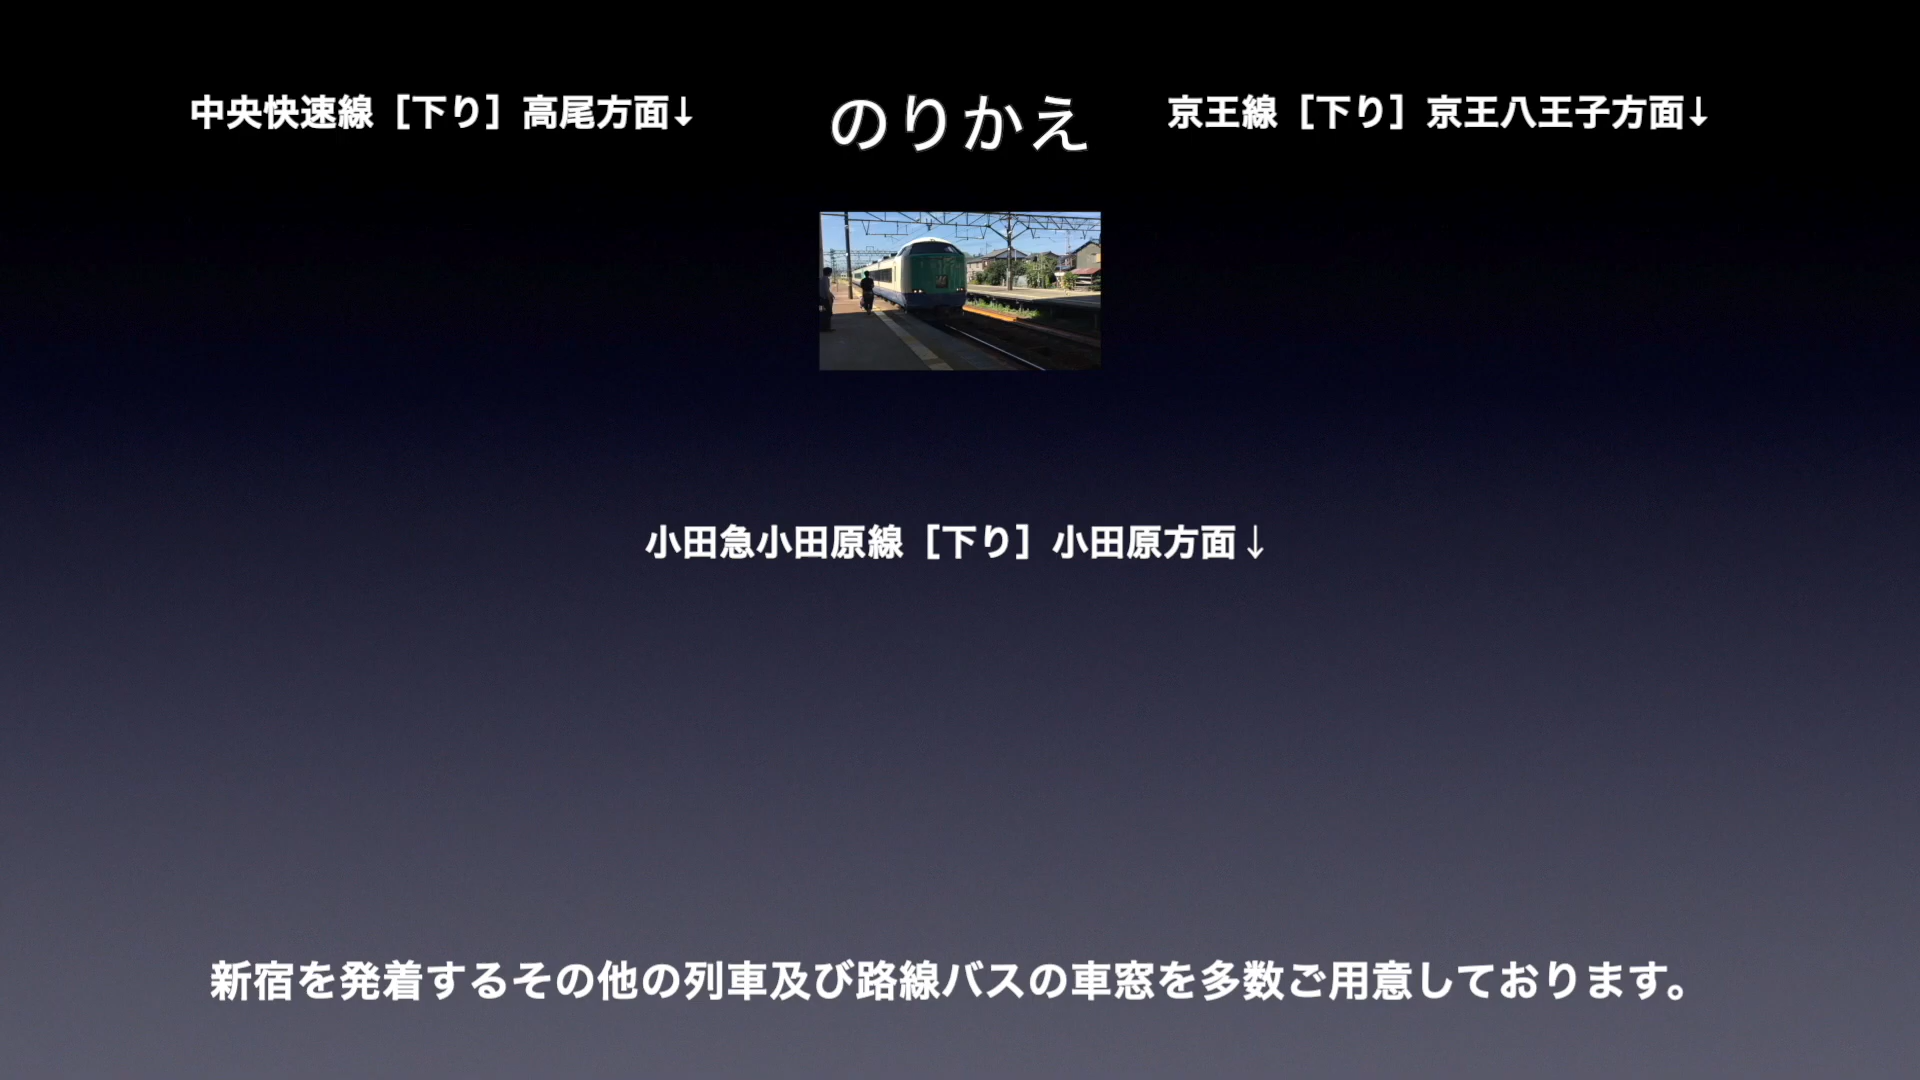 中央快速線［下り］高尾方面↓
のりかえ
京王線［下り］京王八王子方面↓
小田急小田原線［下り］小田原方面↓
新宿を発着するその他の列車及び路線バスの車窓を多数ご用意しております。